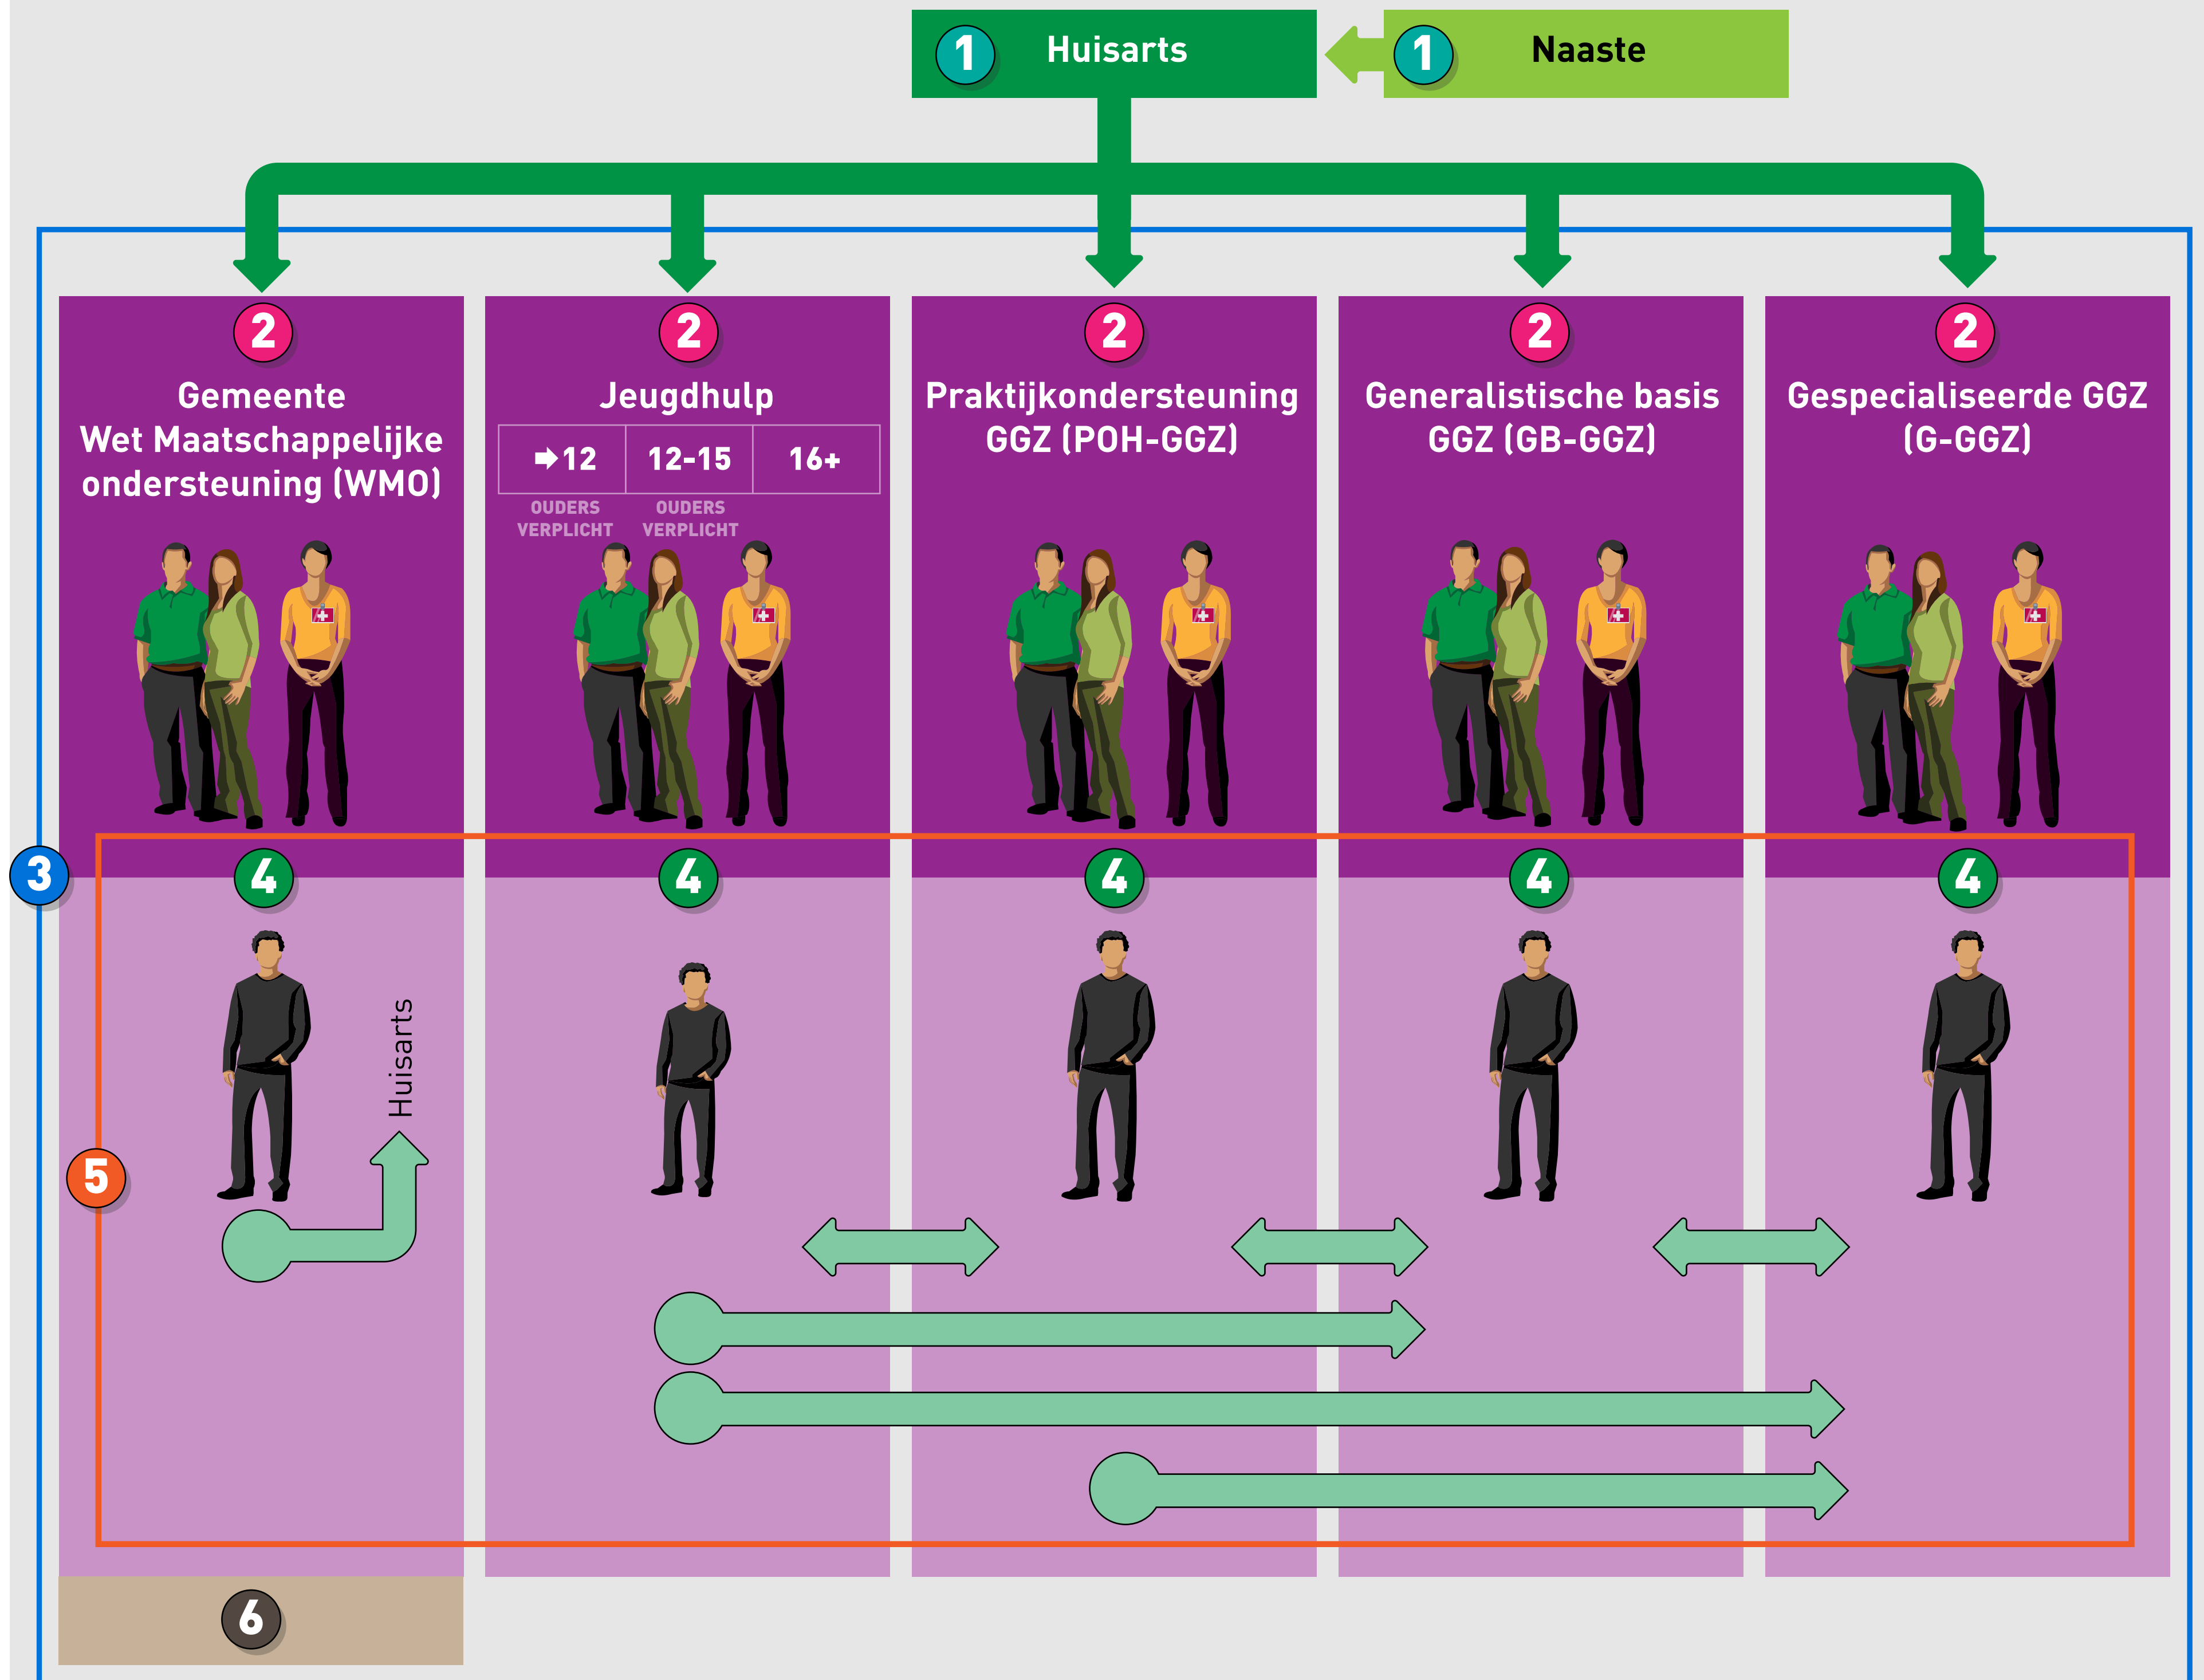 1 Huisarts
1 Naaste
2
Gemeente
Wet Maatschappelijke
ondersteuning (WMO)
2
Jeugdhulp
➡12 12-15 16+
OUDERS VERPLICHT
OUDERS VERPLICHT
2
Praktijkondersteuning
GGZ (POH-GGZ)
2
Generalistische basis
GGZ (GB-GGZ)
2
Gespecialiseerde GGZ
(G-GGZ)
3
4
4
4
4
4
Huisarts
5
6